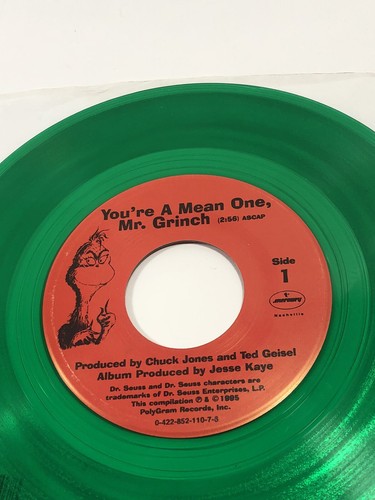 You're A Mean One,
Mr. Grinch (2:56) ASCAP
Side
1
mercury
Nashville
Produced by Chuck Jones and Ted Geisel
Album Produced by Jesse Kaye
Dr. Seuss and Dr. Seuss characters are
trademarks of Dr. Seuss Enterprises, L.P.
This compilation ℗ & © 1995
PolyGram Records, Inc.
0-422-852-110-7-8